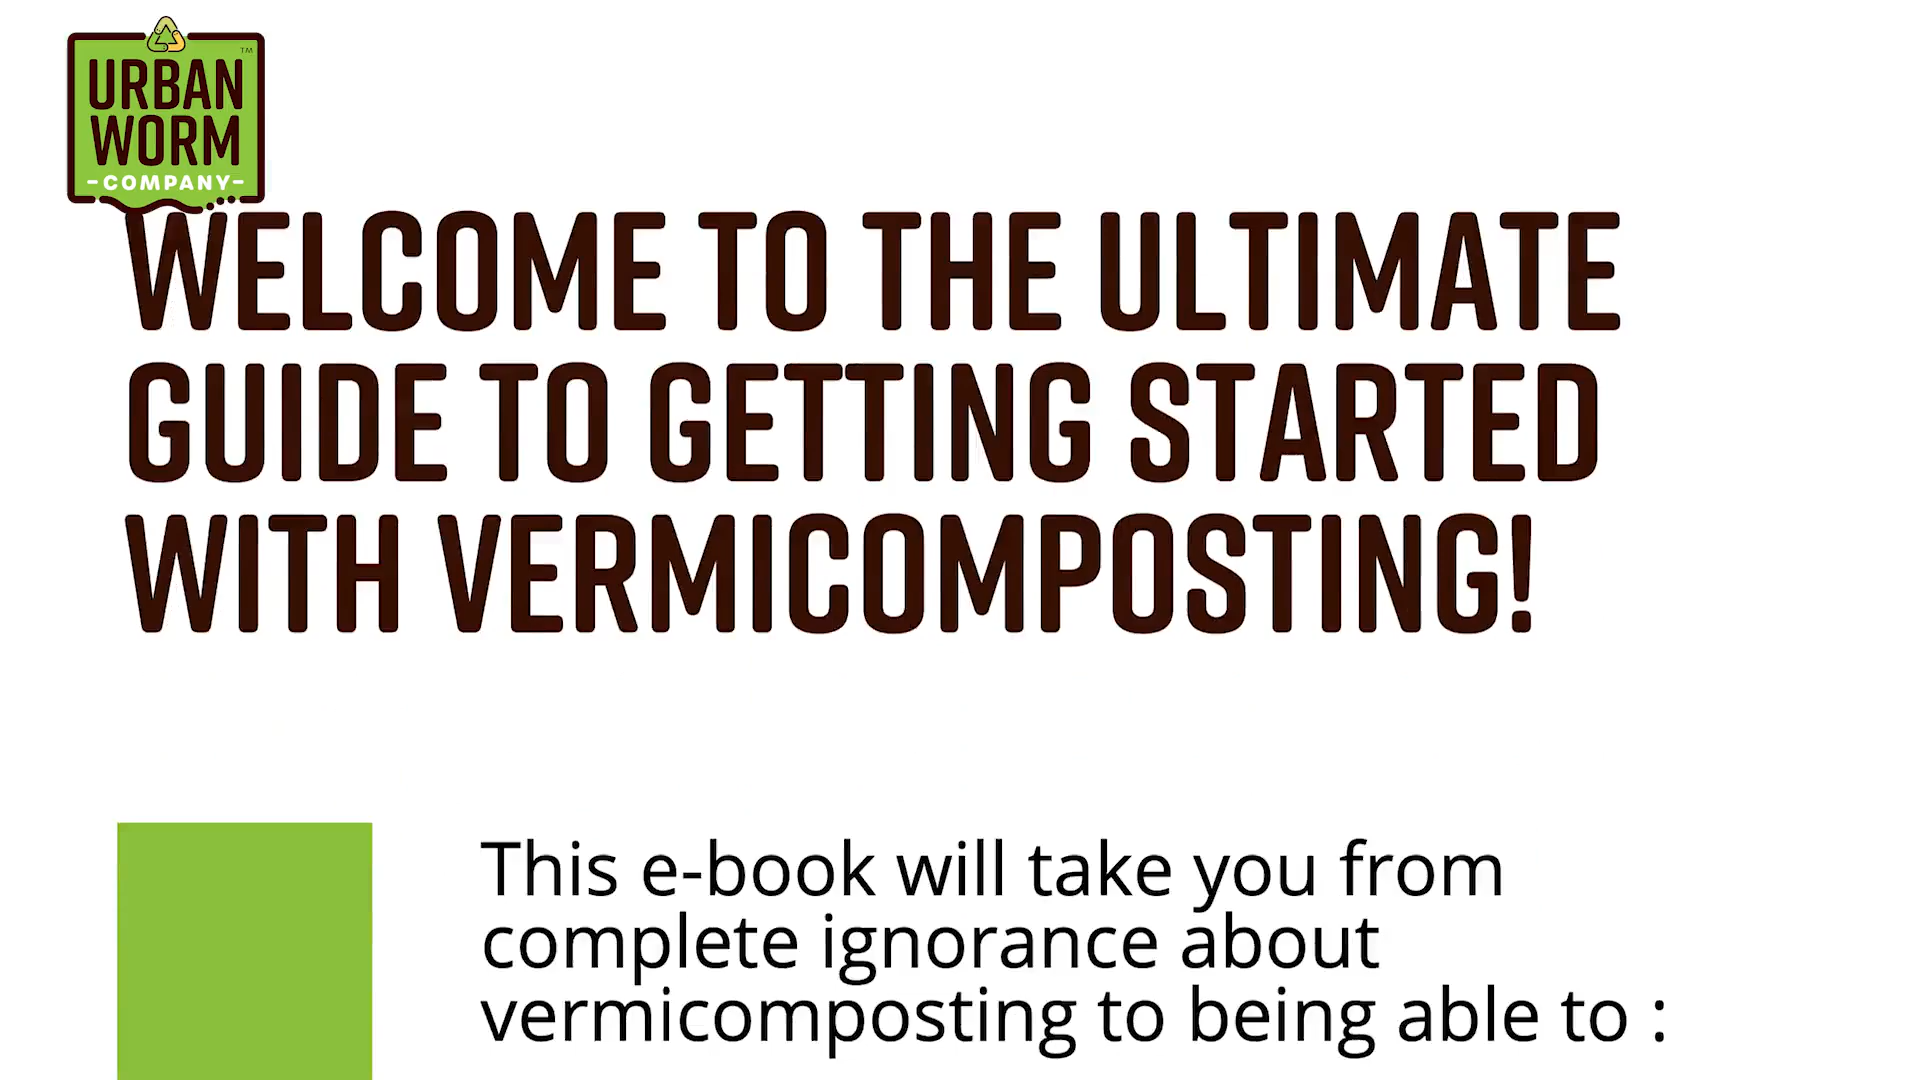 URBAN
WORM
-COMPANY-
TM
WELCOME TO THE ULTIMATE
GUIDE TO GETTING STARTED
WITH VERMICOMPOSTING!
This e-book will take you from
complete ignorance about
vermicomposting to being able to :